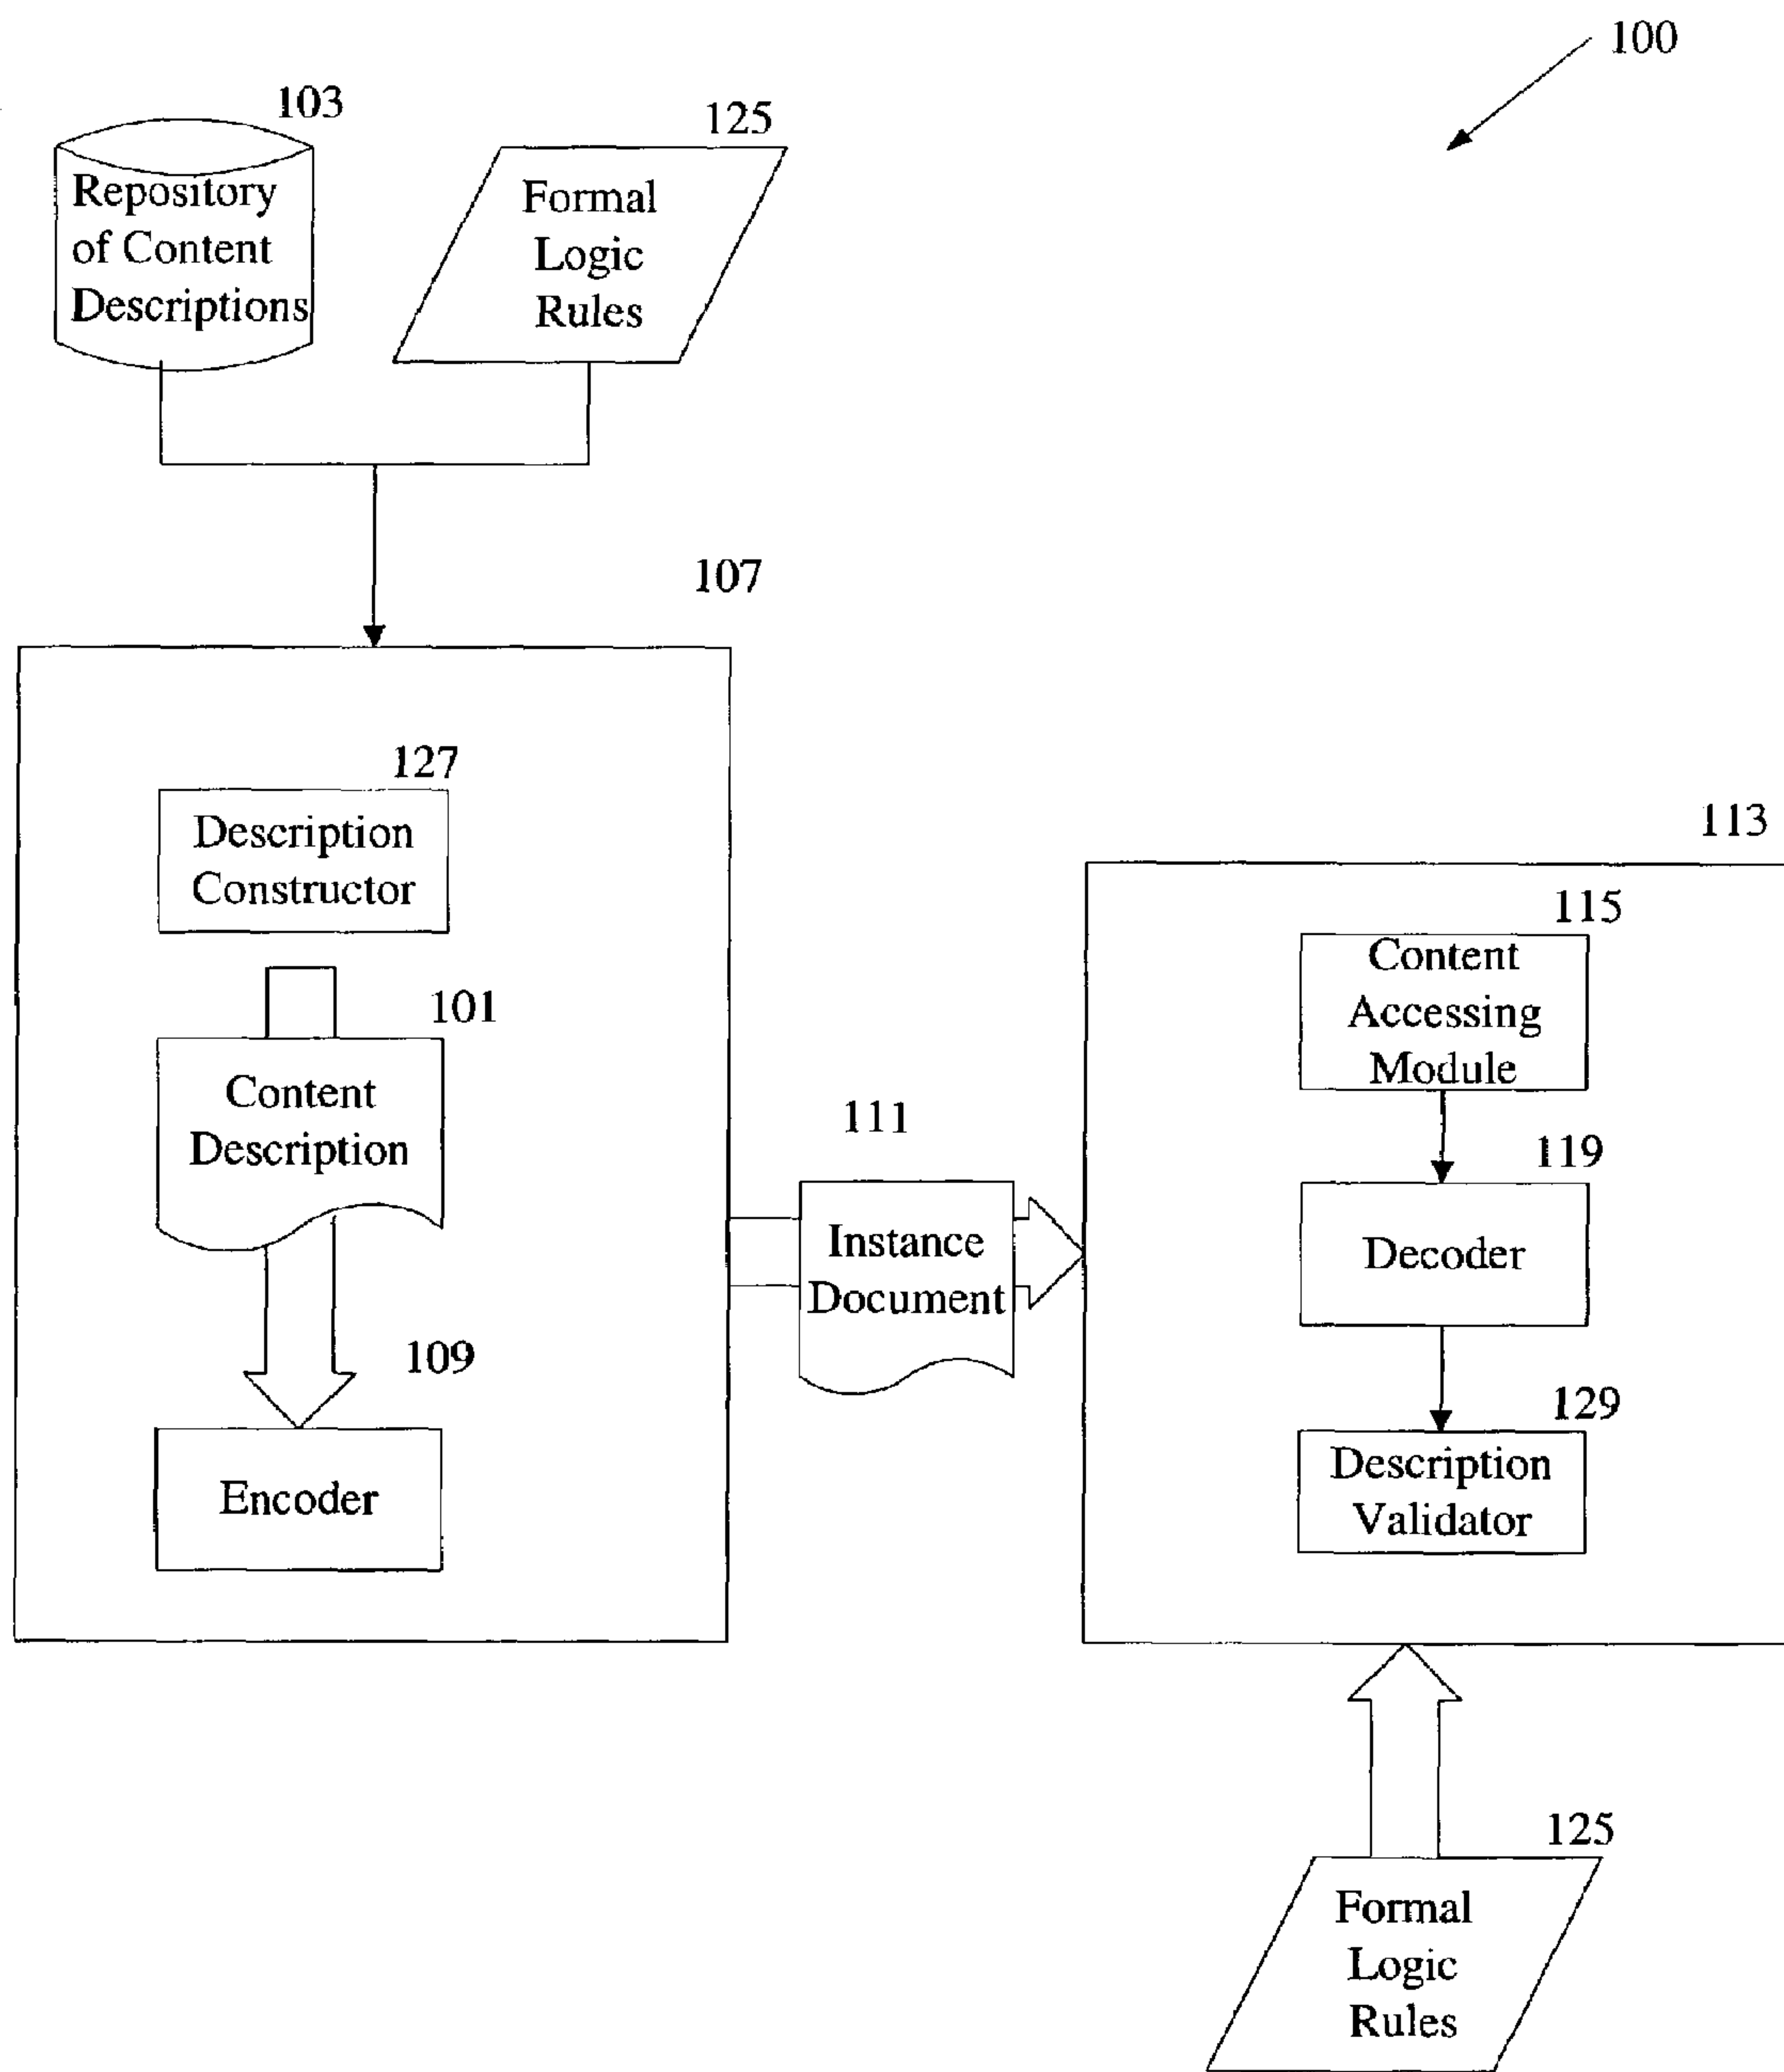 100
103
Repository
of Content
Descriptions
125
Formal
Logic
Rules
107
127
Description
Constructor
101
Content
Description
109
Encoder
111
Instance
Document
113
115
Content
Accessing
Module
119
Decoder
129
Description
Validator
125
Formal
Logic
Rules